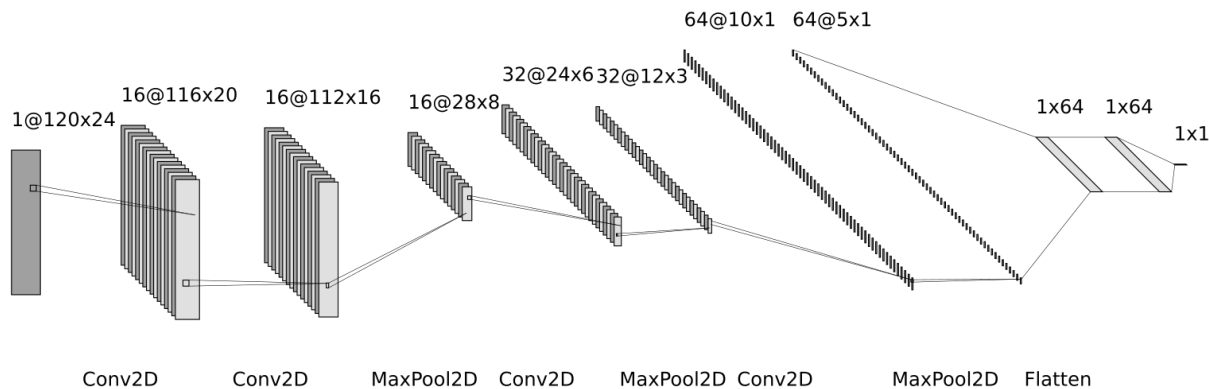 1@120x24
16@116x20
16@112x16
16@28x8
32@24x6
32@12x3
64@10x1
64@5x1
1x64
1x64
1x1
Conv2D
Conv2D
MaxPool2D
Conv2D
MaxPool2D
Conv2D
MaxPool2D
Flatten